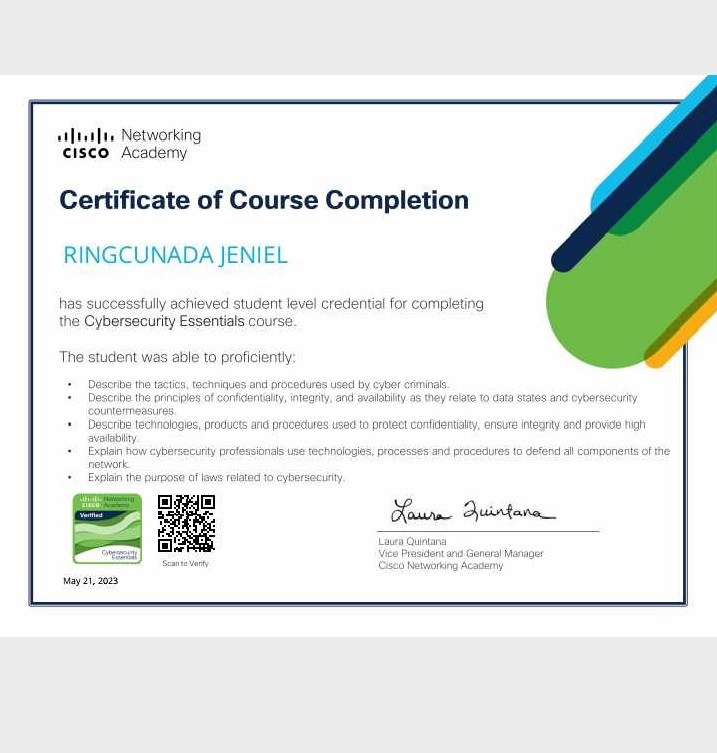 Networking
CISCO Academy
Certificate of Course Completion
RINGCUNADA JENIEL
has successfully achieved student level credential for completing
the Cybersecurity Essentials course.
The student was able to proficiently:
• Describe the tactics, techniques and procedures used by cyber criminals.
• Describe the principles of confidentiality, integrity, and availability as they relate to data states and cybersecurity
countermeasures.
• Describe technologies, products and procedures used to protect confidentiality, ensure integrity and provide high
availability.
• Explain how cybersecurity professionals use technologies, processes and procedures to defend all components of the
network.
• Explain the purpose of laws related to cybersecurity.
Networking
CISCO Academy
Verified
Cybersecurity
Essentials
Scan to Verify
May 21, 2023
Laura Quintana
Laura Quintana
Vice President and General Manager
Cisco Networking Academy